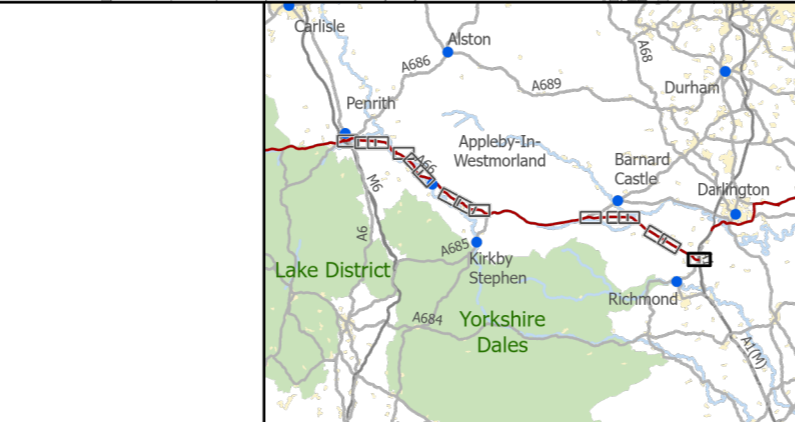 Carlisle
Alston
A68
A686
A689
Durham
Penrith
Appleby-In-
Westmorland
A66
Barnard
Castle
Darlington
M6
A6
A685
Kirkby
Stephen
Lake District
Richmond
A684
Yorkshire
Dales
A1(M)